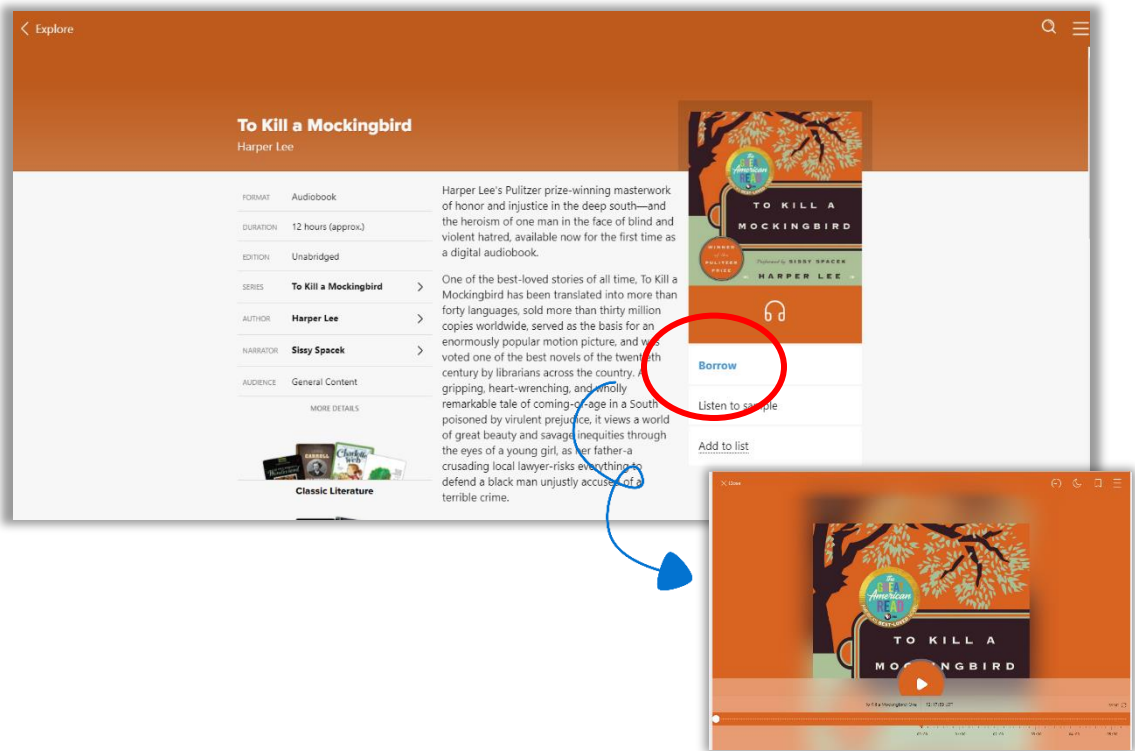 Explore
To Kill a Mockingbird
Harper Lee
FORMAT Audiobook
DURATION 12 hours (approx.)
EDITION Unabridged
SERIES To Kill a Mockingbird
AUTHOR Harper Lee
NARRATOR Sissy Spacek
AUDIENCE General Content
MORE DETAILS
Charlotte's Web
Classic Literature
Harper Lee's Pulitzer prize-winning masterwork
of honor and injustice in the deep south—and
the heroism of one man in the face of blind and
violent hatred, available now for the first time as
a digital audiobook.
One of the best-loved stories of all time, To Kill a
Mockingbird has been translated into more than
forty languages, sold more than thirty million
copies worldwide, served as the basis for an
enormously popular motion picture, and was
voted one of the best novels of the twentieth
century by librarians across the country. A
gripping, heart-wrenching, and wholly
remarkable tale of coming-of-age in a South
poisoned by virulent prejudice, it views a world
of great beauty and savage inequities through
the eyes of a young girl, as her father-a
crusading local lawyer-risks everything to
defend a black man unjustly accused of a
terrible crime.
the
GREAT
American
READ
TO KILL A
MOCKINGBIRD
WINNER
of the
PULITZER
PRIZE
Performed by SISSY SPACEK
HARPER LEE
Borrow
Listen to sample
Add to list
the
GREAT
American
READ
TO KILL A
MOCKINGBIRD